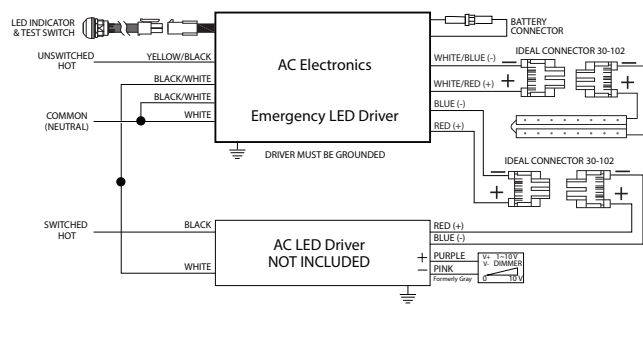 LED INDICATOR
& TEST SWITCH
BATTERY
CONNECTOR
UNSWITCHED
HOT
YELLOW/BLACK
BLACK/WHITE
BLACK/WHITE
WHITE
COMMON
(NEUTRAL)
AC Electronics
Emergency LED Driver
DRIVER MUST BE GROUNDED
WHITE/BLUE (-)
WHITE/RED (+)
BLUE (-)
RED (+)
IDEAL CONNECTOR 30-102
− −
+ +
IDEAL CONNECTOR 30-102
− −
+ +
SWITCHED
HOT
BLACK
WHITE
AC LED Driver
NOT INCLUDED
RED (+)
BLUE (-)
+ PURPLE
− PINK
Formerly Gray
V+ 1~10 V
V- DIMMER
0 10 V